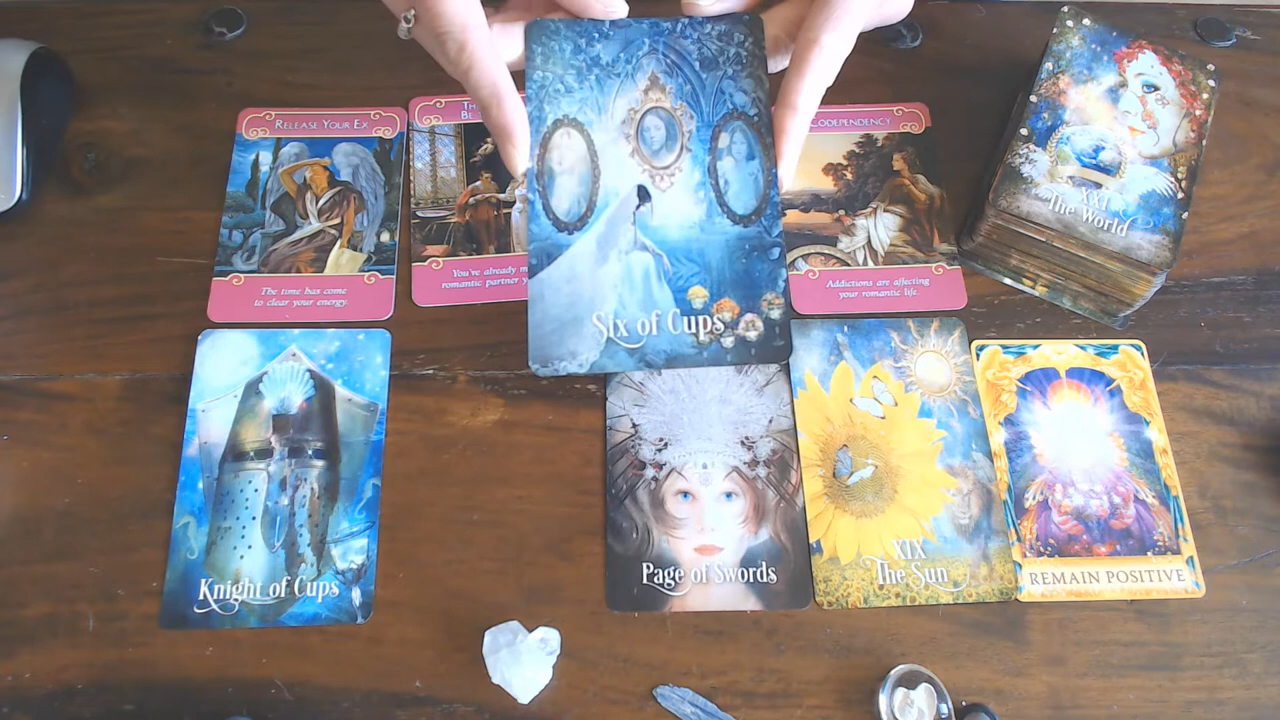 RELEASE YOUR EX
The time has come
to clear your energy.
TH
BE
You've already m
romantic partner y
Six of Cups
CODEPENDENCY
Addictions are affecting
your romantic life.
XXI
The World
Knight of Cups
Page of Swords
XIX
The Sun
REMAIN POSITIVE